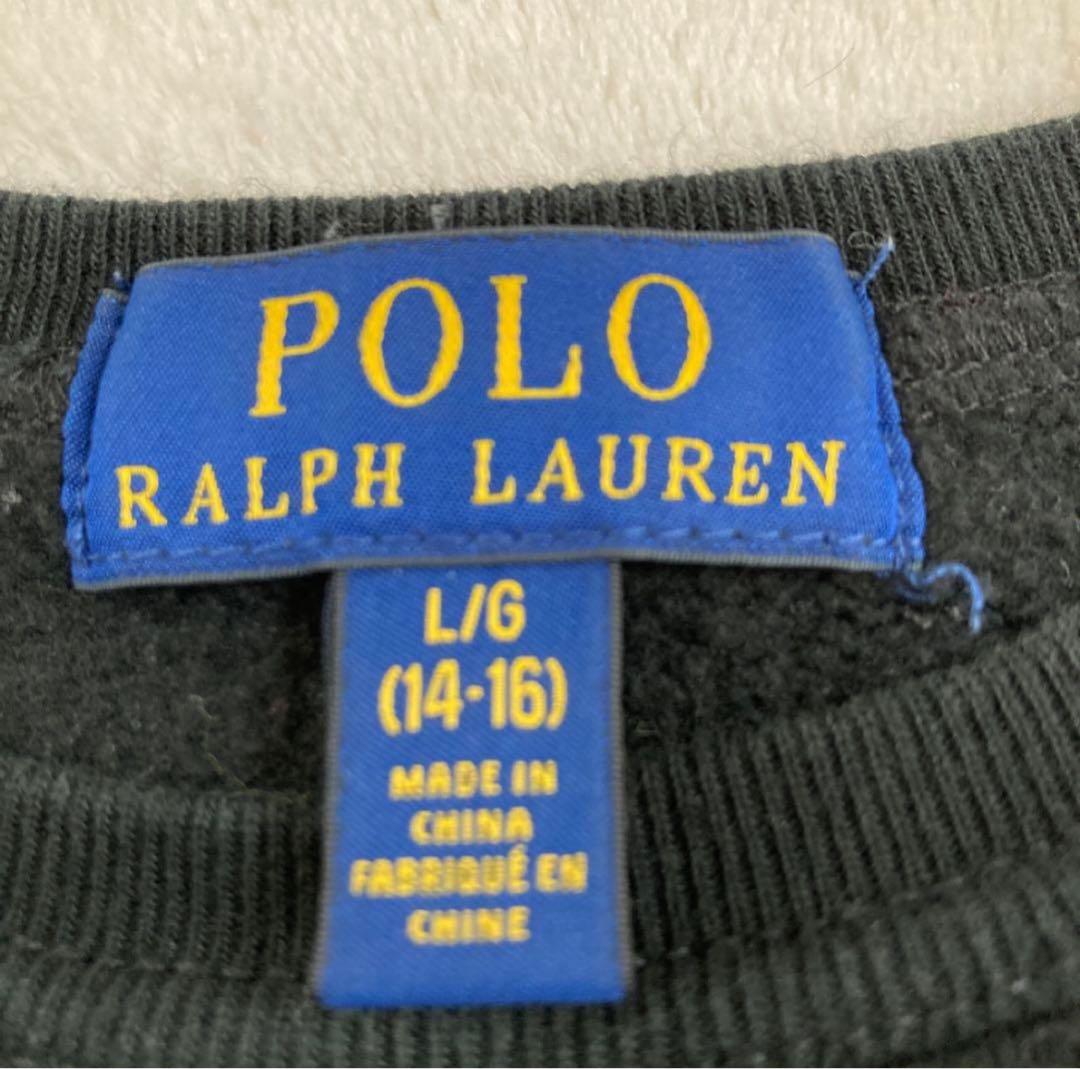 POLO
RALPH LAUREN
L/G
(14-16)
MADE IN
CHINA
FABRIQUÉ EN
CHINE